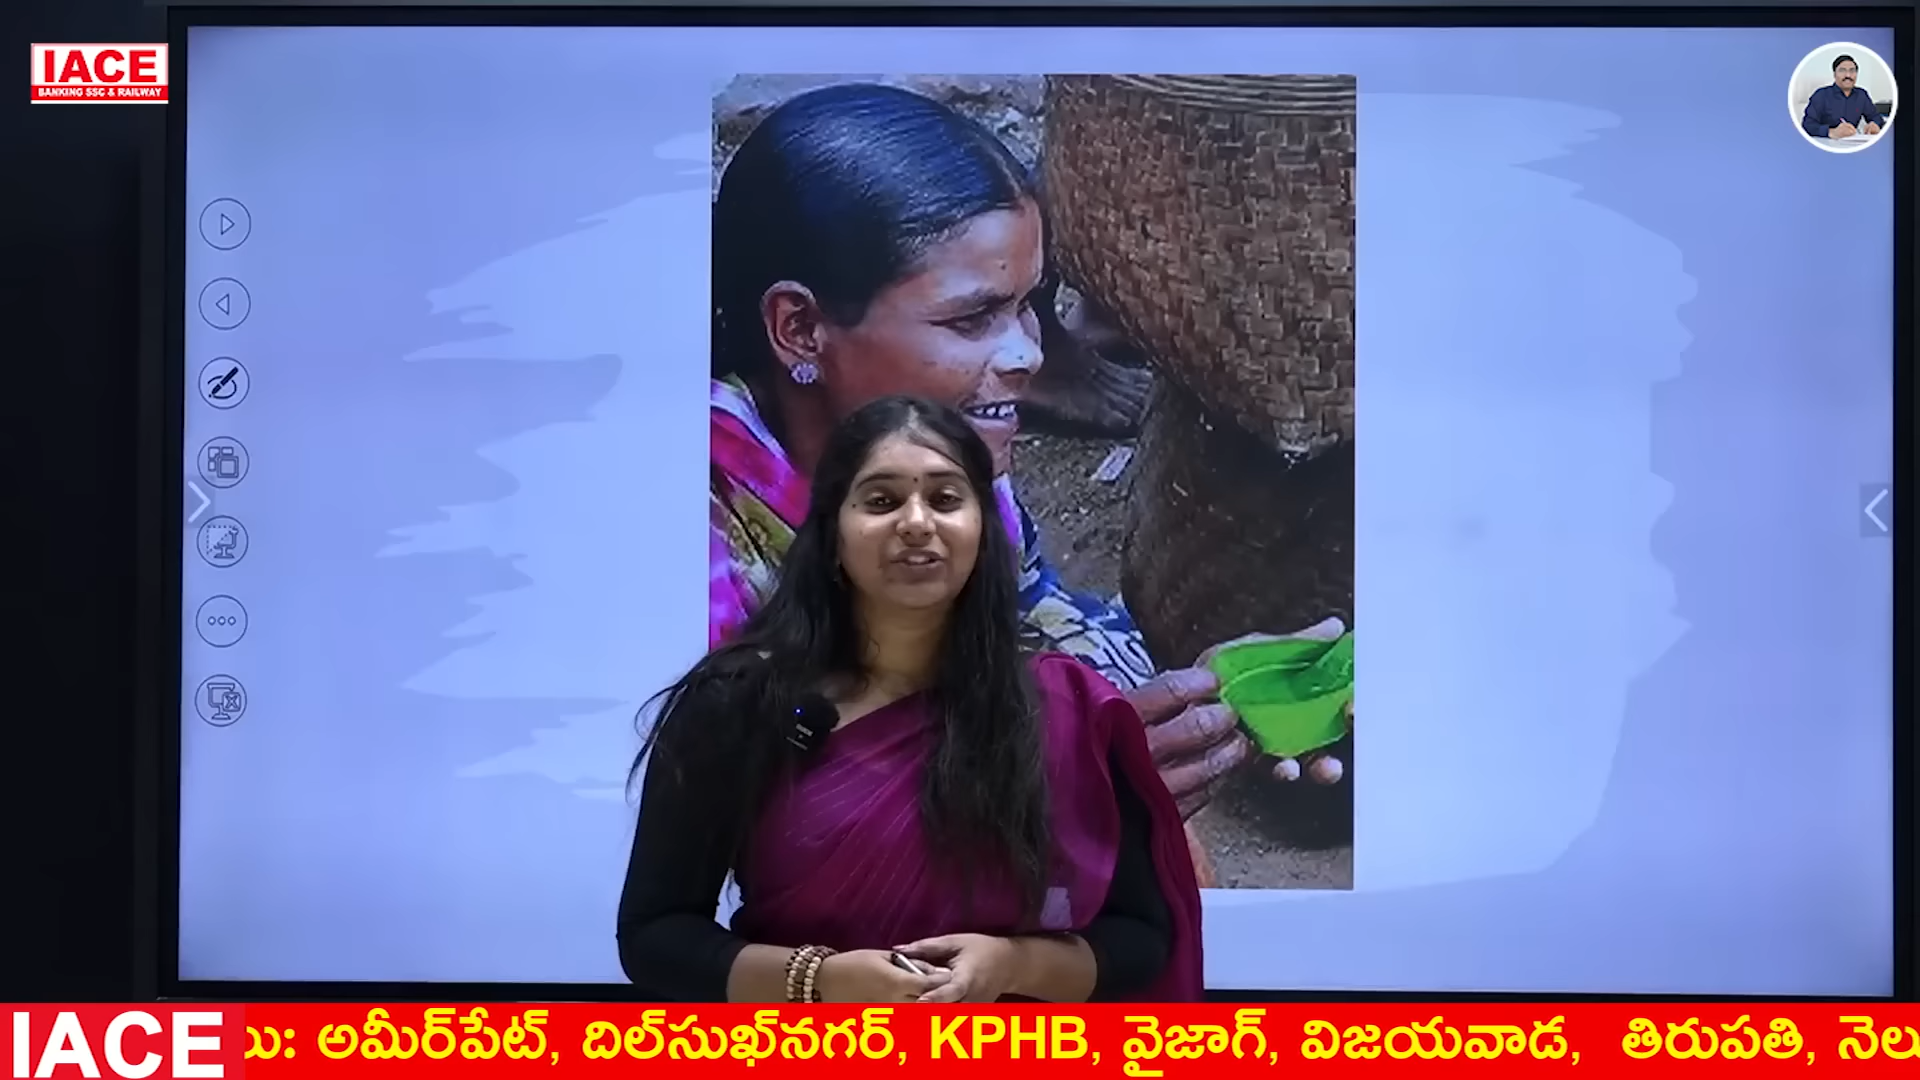 IACE
BANKING SSC & RAILWAY
IACE
లు: అమీర్‌పేట్, దిల్‌సుఖ్‌నగర్, KPHB, వైజాగ్, విజయవాడ, తిరుపతి, నెలు